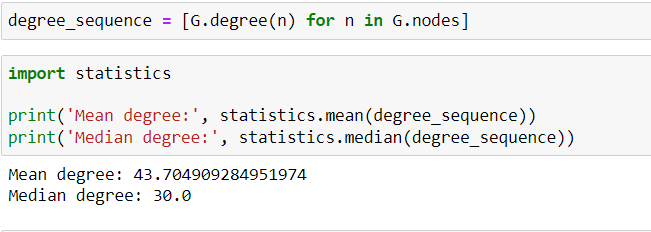 degree_sequence = [G.degree(n) for n in G.nodes]
import statistics
print('Mean degree:', statistics.mean(degree_sequence))
print('Median degree:', statistics.median(degree_sequence))
Mean degree: 43.704909284951974
Median degree: 30.0